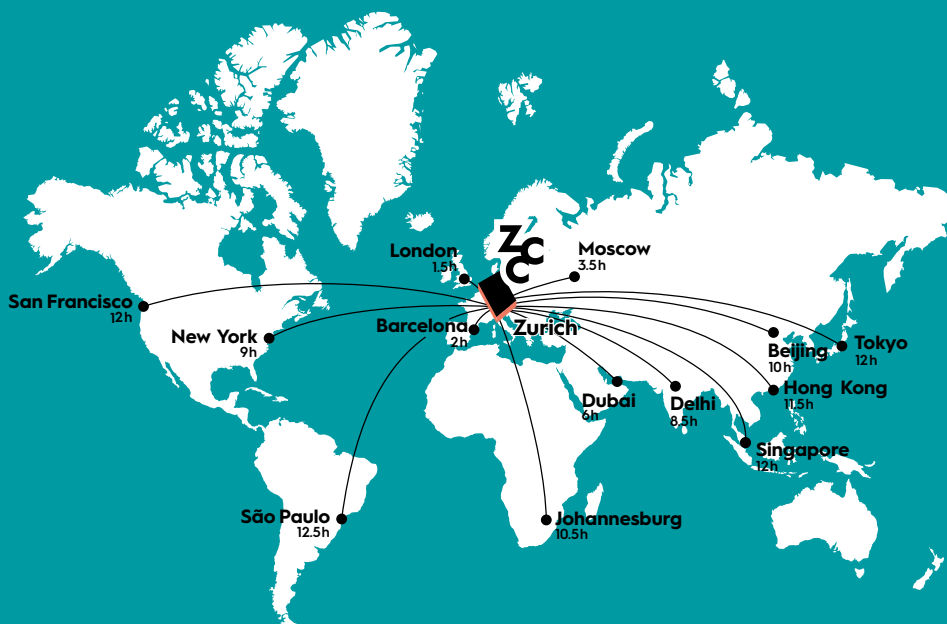 Z
C
C
London
1.5h
Moscow
3.5h
San Francisco
12h
New York
9h
Barcelona
2h
Zurich
Beijing
10h
Tokyo
12h
Dubai
6h
Delhi
8.5h
Hong Kong
11.5h
Singapore
12h
São Paulo
12.5h
Johannesburg
10.5h